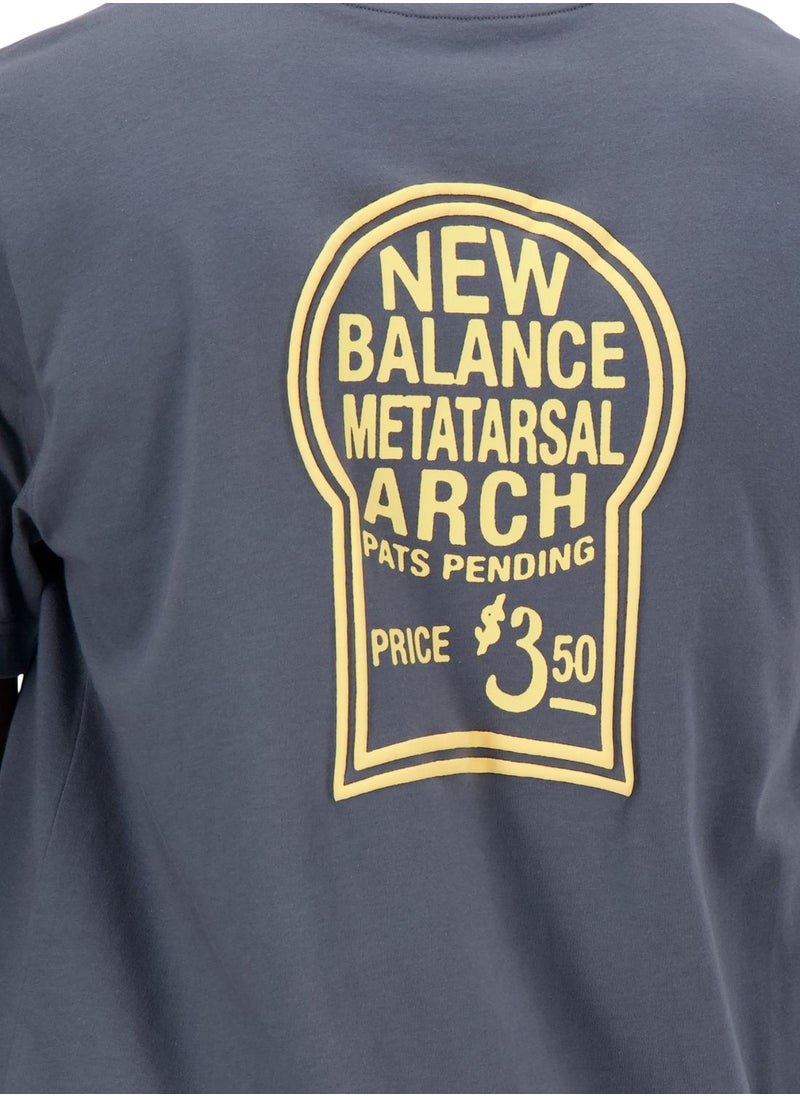 NEW
BALANCE
METATARSAL
ARCH
PATS PENDING
PRICE $3.50